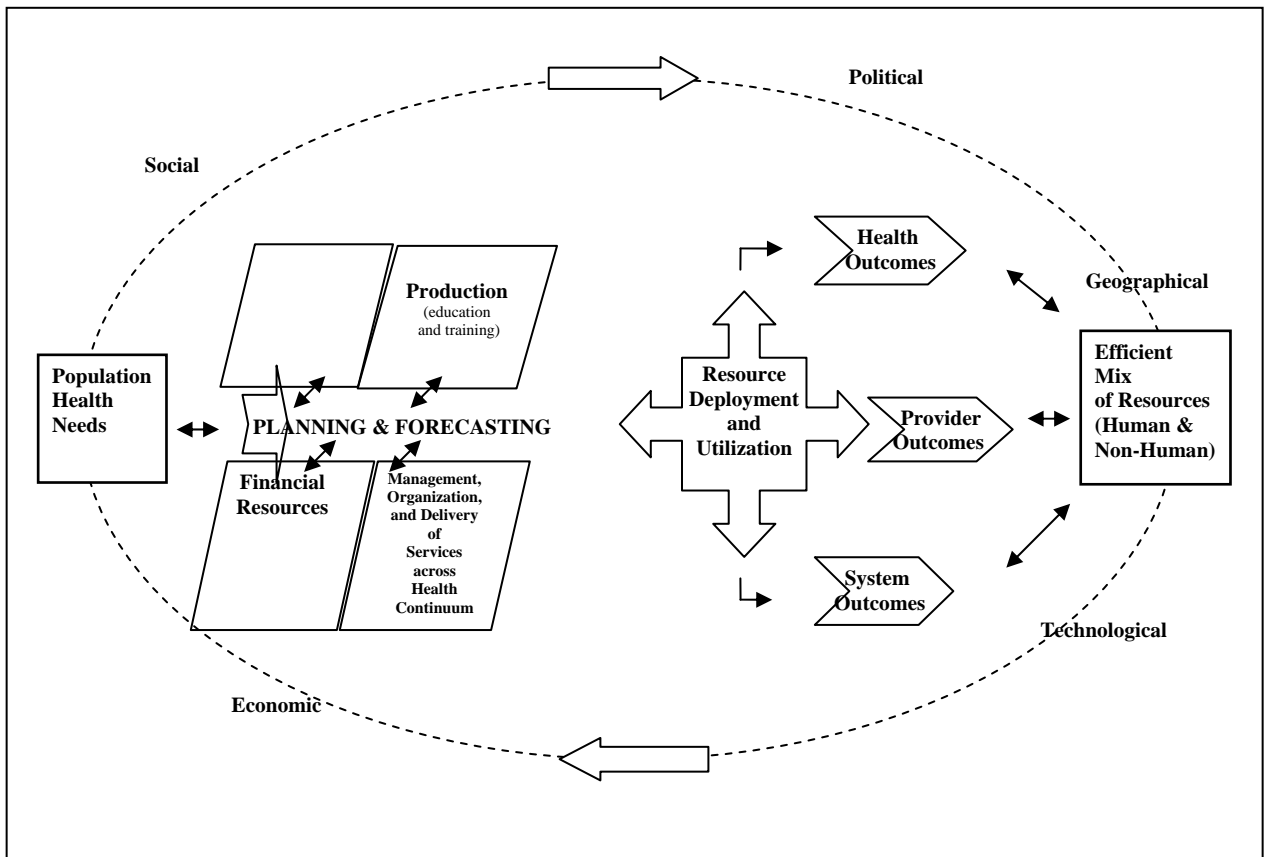 Political
Social
Health
Outcomes
Geographical
Production
(education
and training)
Population
Health
Needs
PLANNING & FORECASTING
Financial
Resources
Management,
Organization,
and Delivery
of
Services
across
Health
Continuum
Resource
Deployment
and
Utilization
Provider
Outcomes
Efficient
Mix
of Resources
(Human &
Non-Human)
System
Outcomes
Technological
Economic